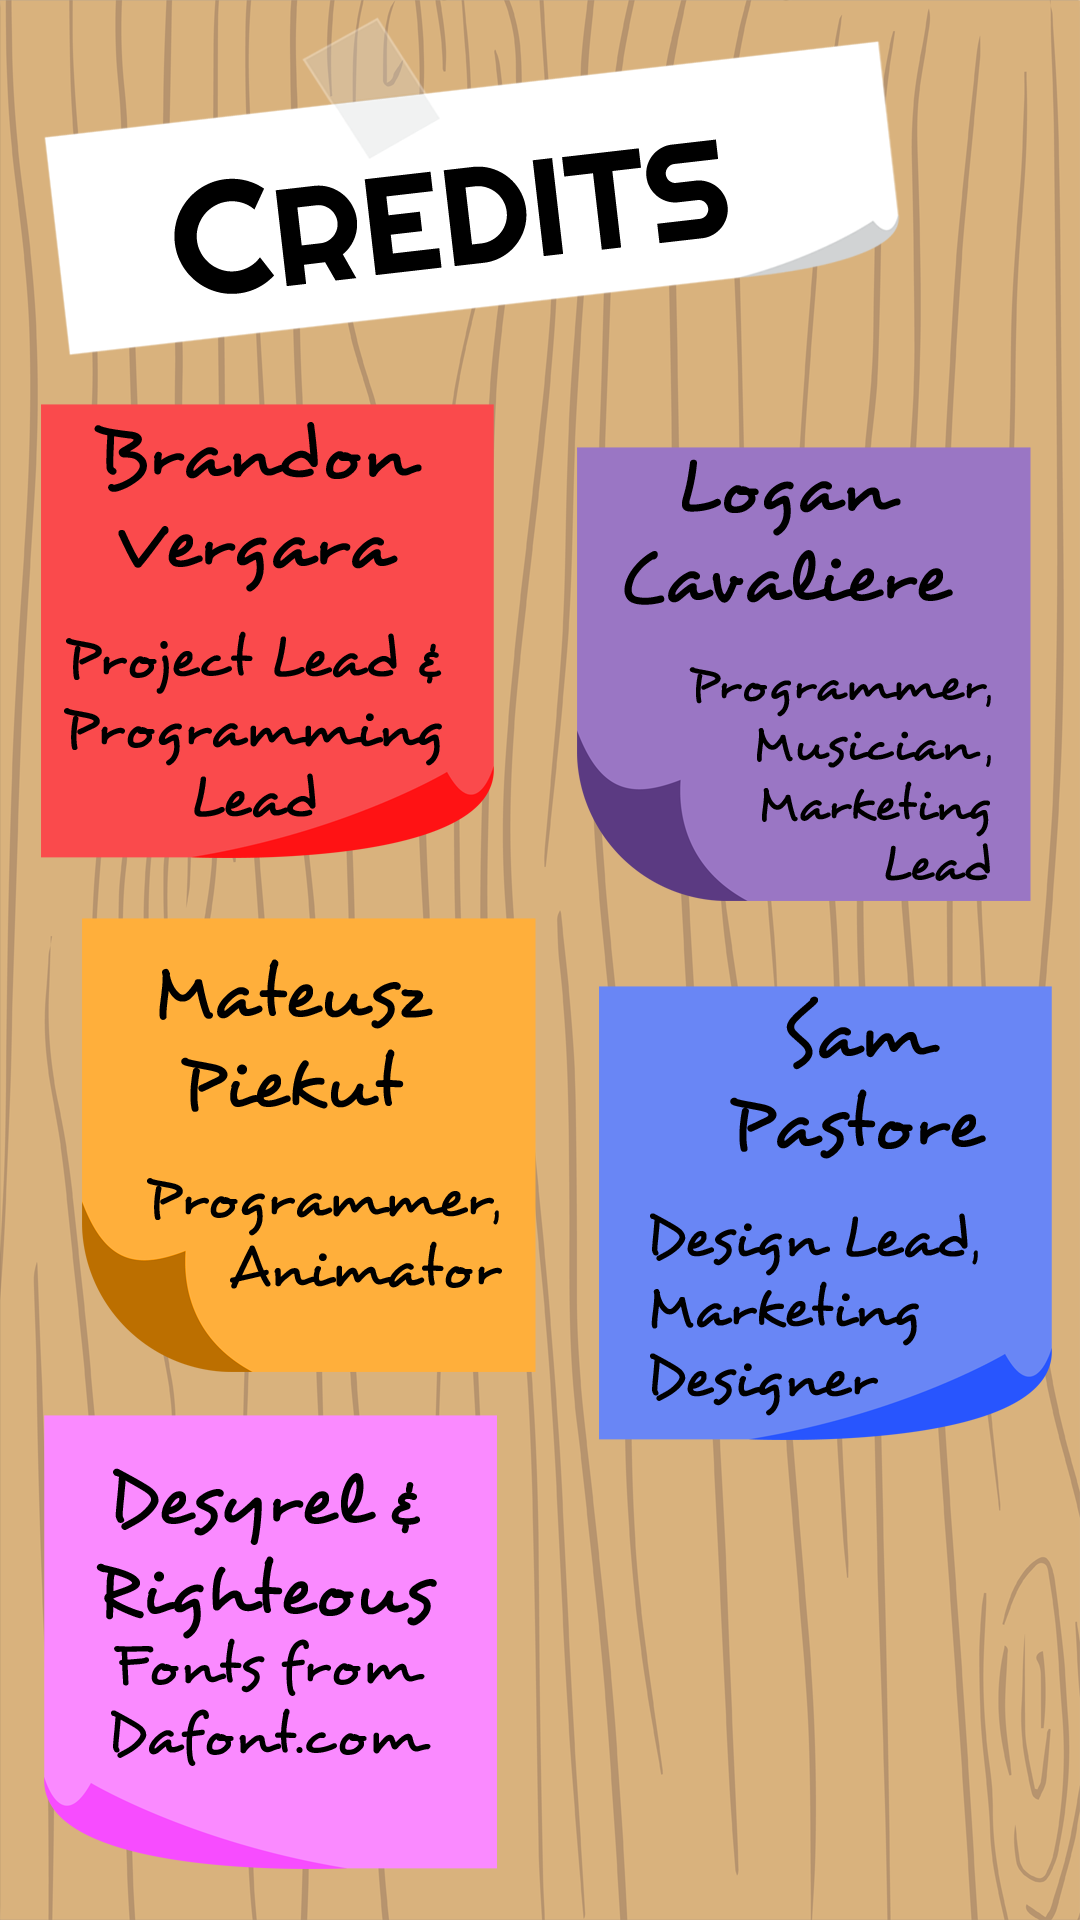 CREDITS
Brandon
Vergara
Project Lead &
Programming
Lead
Logan
Cavaliere
Programmer,
Musician,
Marketing
Lead
Mateusz
Piekut
Programmer,
Animator
Sam
Pastore
Design Lead,
Marketing
Designer
Desyrel &
Righteous
Fonts from
Dafont.com